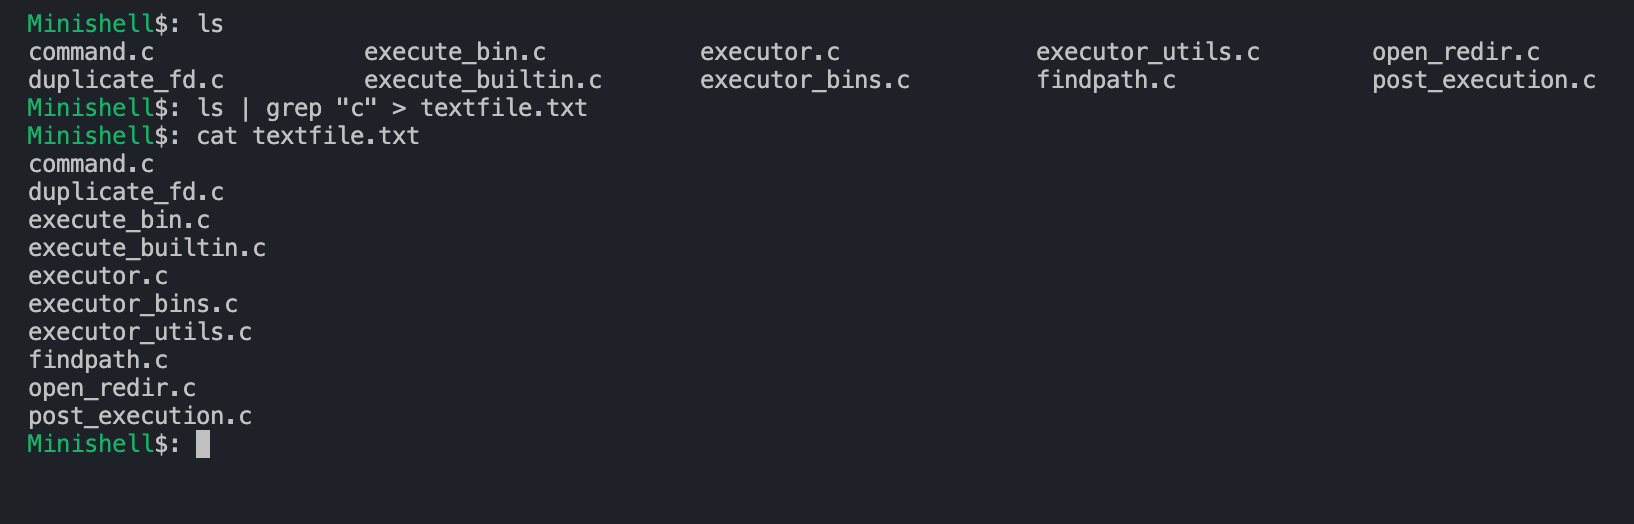 Minishell$: ls
command.c execute_bin.c executor.c executor_utils.c open_redir.c
duplicate_fd.c execute_builtin.c executor_bins.c findpath.c post_execution.c
Minishell$: ls | grep "c" > textfile.txt
Minishell$: cat textfile.txt
command.c
duplicate_fd.c
execute_bin.c
execute_builtin.c
executor.c
executor_bins.c
executor_utils.c
findpath.c
open_redir.c
post_execution.c
Minishell$: